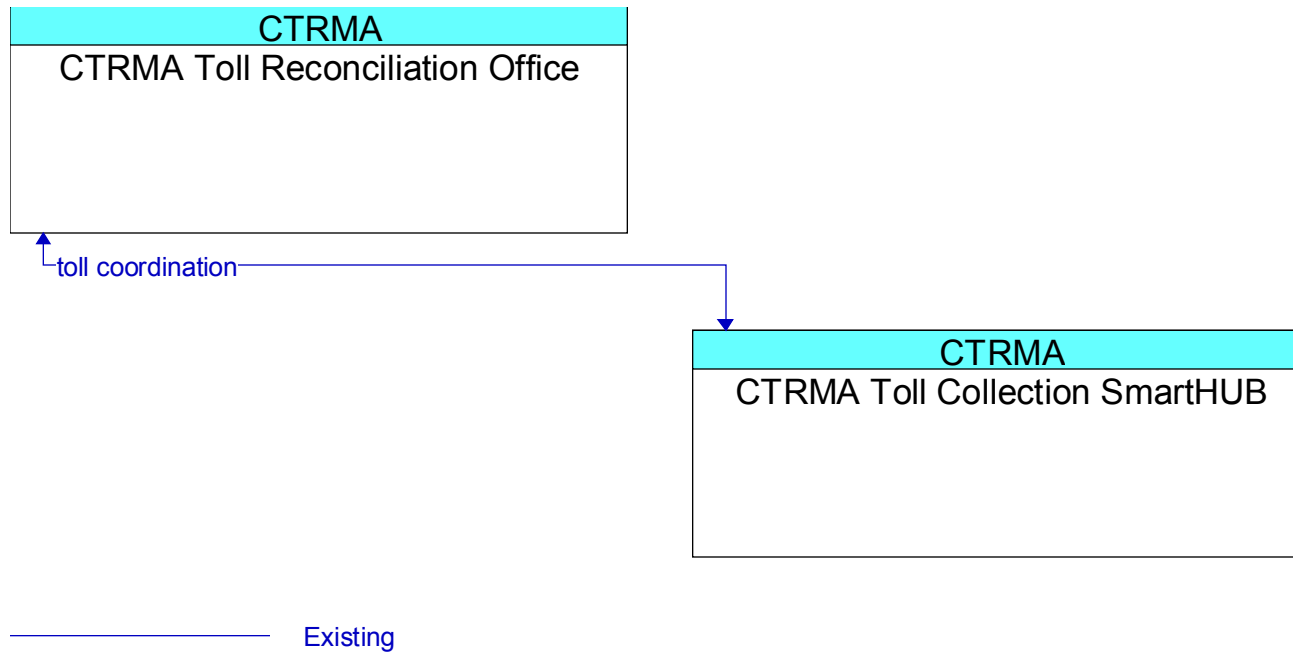 CTRMA
CTRMA Toll Reconciliation Office
toll coordination
CTRMA
CTRMA Toll Collection SmartHUB
Existing